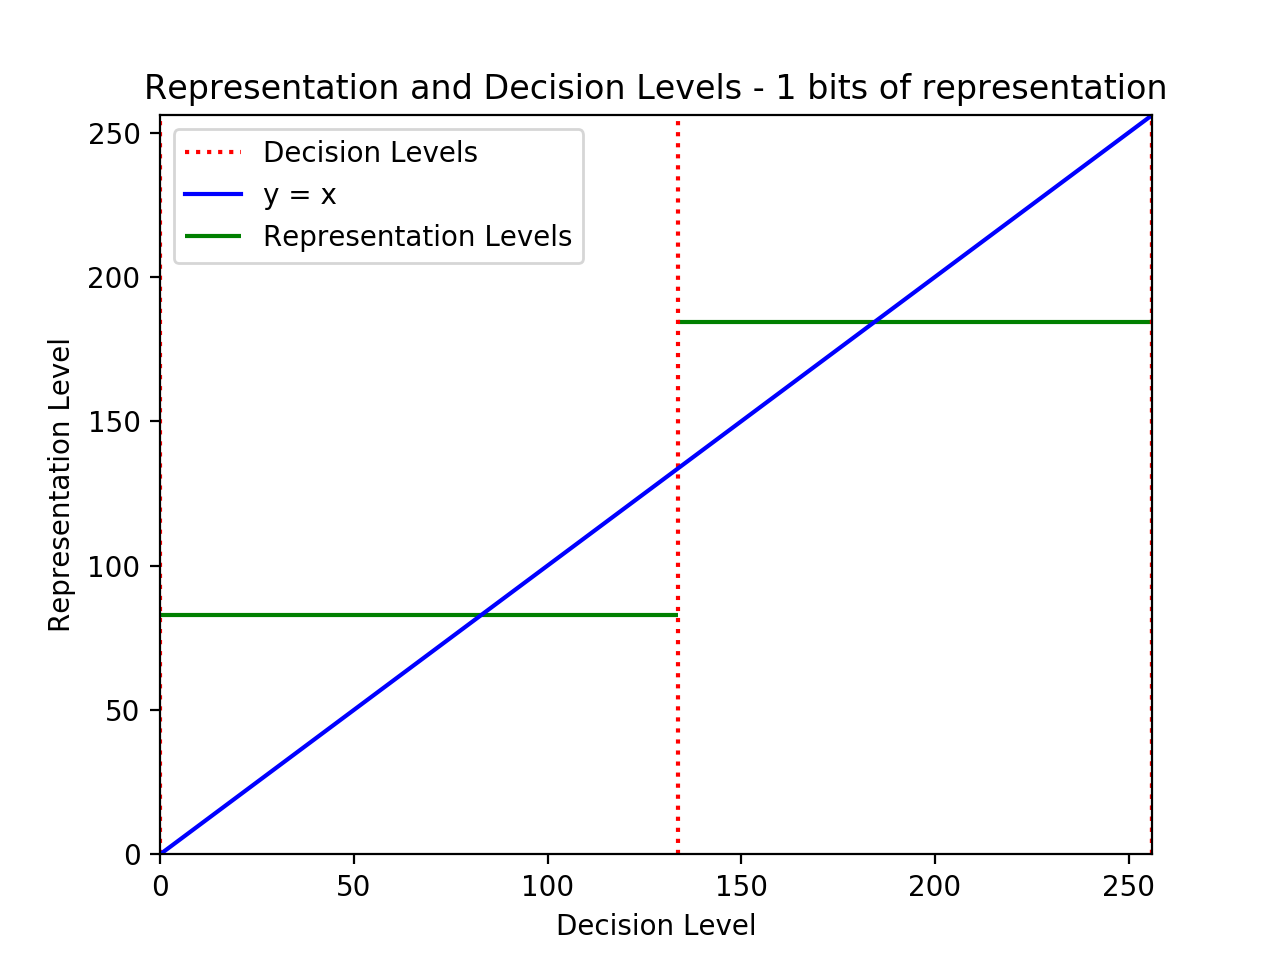 Representation and Decision Levels - 1 bits of representation
Decision Levels
y = x
Representation Levels
Representation Level
250
200
150
100
50
0
0 50 100 150 200 250
Decision Level